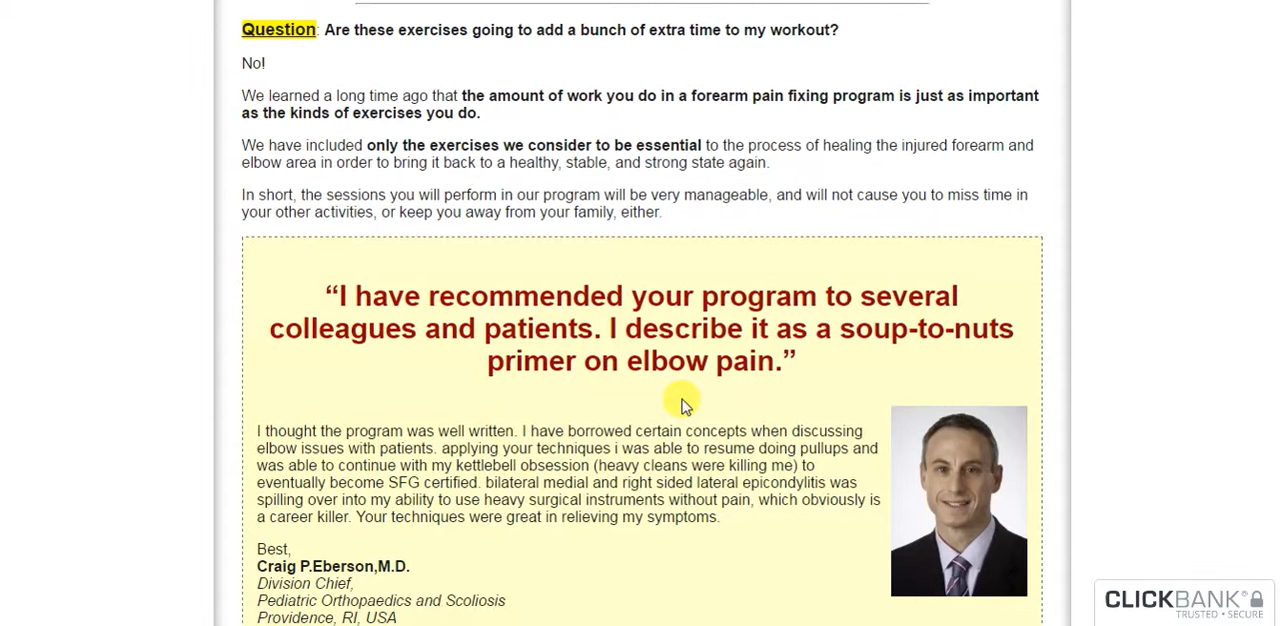 Question: Are these exercises going to add a bunch of extra time to my workout?
No!
We learned a long time ago that the amount of work you do in a forearm pain fixing program is just as important
as the kinds of exercises you do.
We have included only the exercises we consider to be essential to the process of healing the injured forearm and
elbow area in order to bring it back to a healthy, stable, and strong state again.
In short, the sessions you will perform in our program will be very manageable, and will not cause you to miss time in
your other activities, or keep you away from your family, either.
“I have recommended your program to several
colleagues and patients. I describe it as a soup-to-nuts
primer on elbow pain.”
I thought the program was well written. I have borrowed certain concepts when discussing
elbow issues with patients. applying your techniques i was able to resume doing pullups and
was able to continue with my kettlebell obsession (heavy cleans were killing me) to
eventually become SFG certified. bilateral medial and right sided lateral epicondylitis was
spilling over into my ability to use heavy surgical instruments without pain, which obviously is
a career killer. Your techniques were great in relieving my symptoms.
Best,
Craig P.Eberson,M.D.
Division Chief,
Pediatric Orthopaedics and Scoliosis
Providence, RI, USA
CLICKBANK®
TRUSTED • SECURE